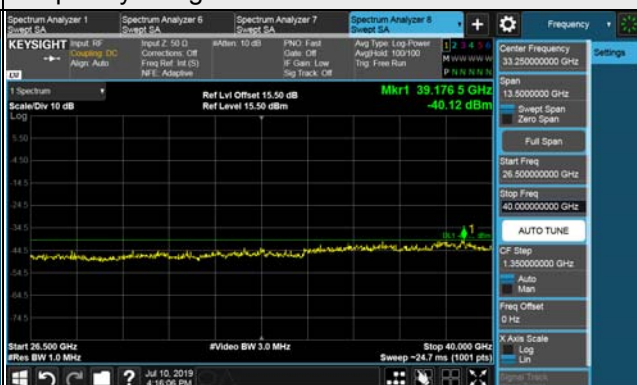 Spectrum Analyzer 1
Swept SA
Spectrum Analyzer 6
Swept SA
Spectrum Analyzer 7
Swept SA
Spectrum Analyzer 8
Swept SA
+
Frequency
KEYSIGHT
Input: RF
Coupling: DC
Align: Auto
Input Z: 50 Ω
Corrections: Off
Freq Ref: Int (S)
NFE: Adaptive
#Atten: 10 dB
PNO: Fast
Gate: Off
IF Gain: Low
Sig Track: Off
Avg Type: Log-Power
Avg|Hold: 100/100
Trig: Free Run
1 2 3 4 5 6
M W W W W W
P N N N N N
LV
1 Spectrum
Scale/Div 10 dB
Log
Ref Lvl Offset 15.50 dB
Ref Level 15.50 dBm
Mkr1 39.176 5 GHz
-40.12 dBm
5.50
-4.50
-14.5
-24.5
-34.5
-44.5
-54.5
-64.5
-74.5
1
Start 26.500 GHz
#Res BW 1.0 MHz
#Video BW 3.0 MHz
Stop 40.000 GHz
Sweep ~24.7 ms (1001 pts)
Center Frequency
33.250000000 GHz
Settings
Span
13.5000000 GHz
Swept Span
Zero Span
Full Span
Start Freq
26.500000000 GHz
Stop Freq
40.000000000 GHz
AUTO TUNE
CF Step
1.350000000 GHz
Auto
Man
Freq Offset
0 Hz
X Axis Scale
Log
Lin
Signal Track
?
Jul 10, 2019
4:16:06 PM